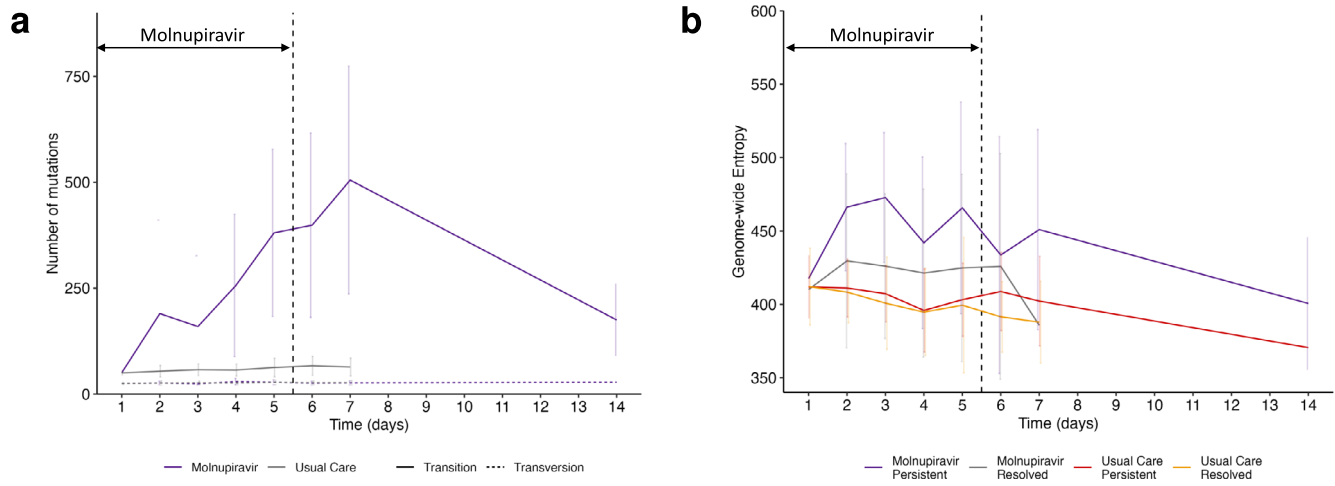 a
Molnupiravir
750
500
250
0
Number of mutations
1 2 3 4 5 6 7 8 9 10 11 12 13 14
Time (days)
Molnupiravir Usual Care Transition Transversion
b
Molnupiravir
600
550
500
450
400
350
Genome-wide Entropy
1 2 3 4 5 6 7 8 9 10 11 12 13 14
Time (days)
Molnupiravir Persistent
Molnupiravir Resolved
Usual Care Persistent
Usual Care Resolved